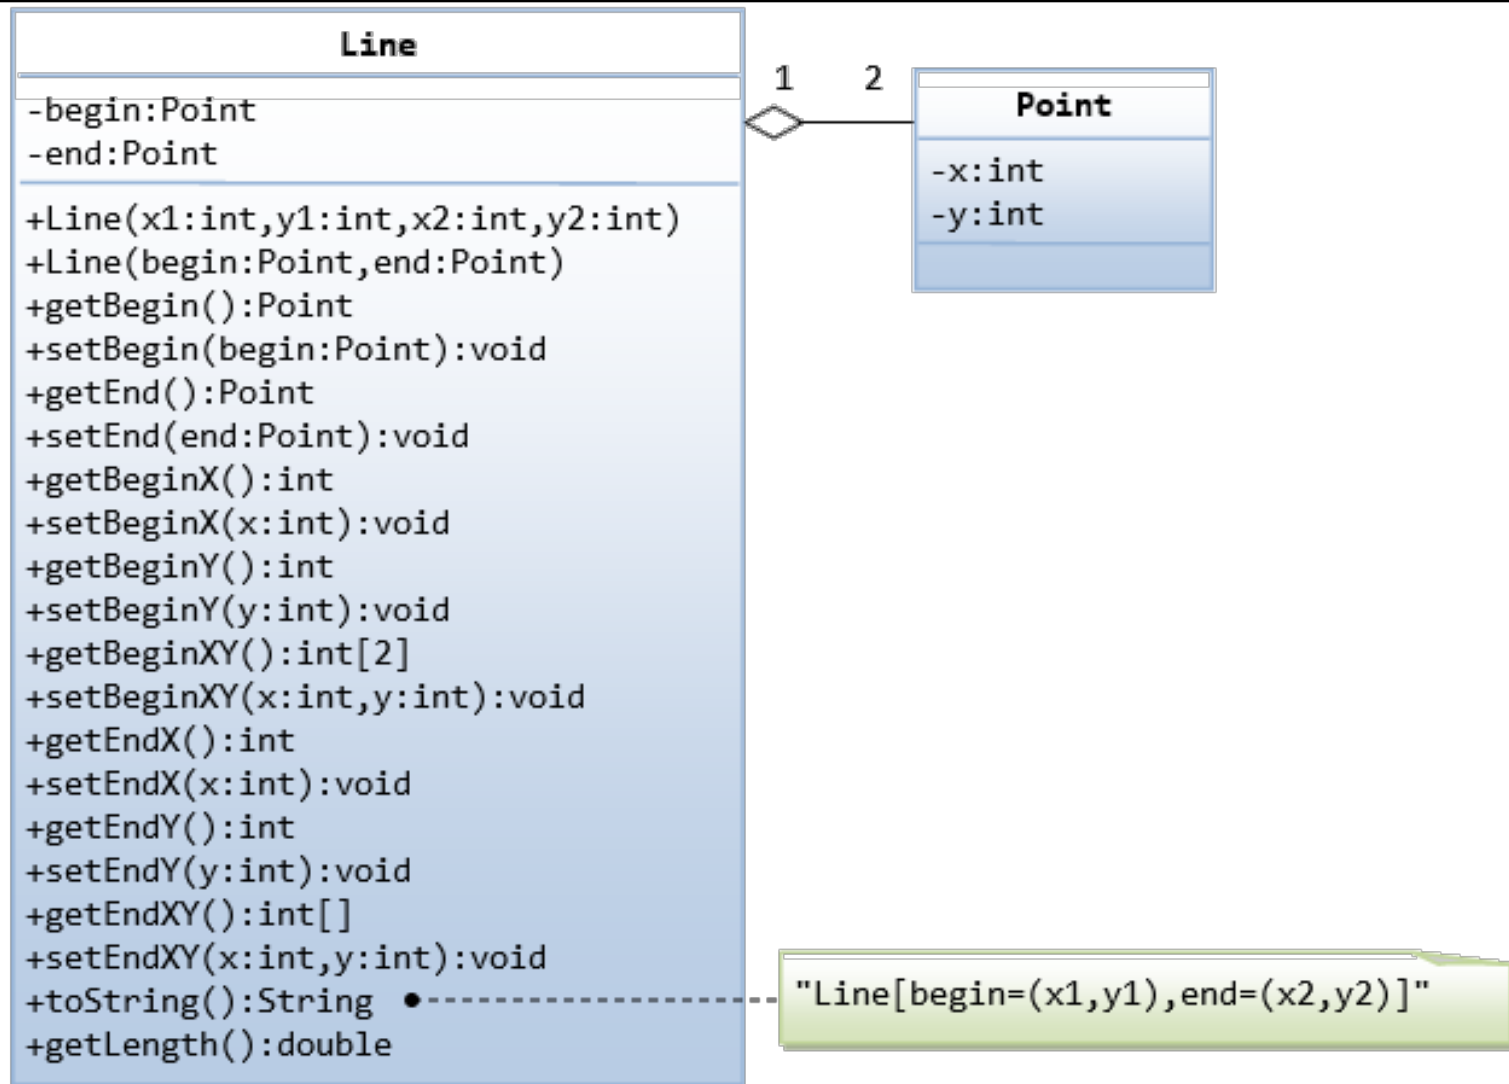 Line
-begin:Point
-end:Point
+Line(x1:int,y1:int,x2:int,y2:int)
+Line(begin:Point,end:Point)
+getBegin():Point
+setBegin(begin:Point):void
+getEnd():Point
+setEnd(end:Point):void
+getBeginX():int
+setBeginX(x:int):void
+getBeginY():int
+setBeginY(y:int):void
+getBeginXY():int[2]
+setBeginXY(x:int,y:int):void
+getEndX():int
+setEndX(x:int):void
+getEndY():int
+setEndY(y:int):void
+getEndXY():int[]
+setEndXY(x:int,y:int):void
+toString():String
+getLength():double
1 2
Point
-x:int
-y:int
"Line[begin=(x1,y1),end=(x2,y2)]"